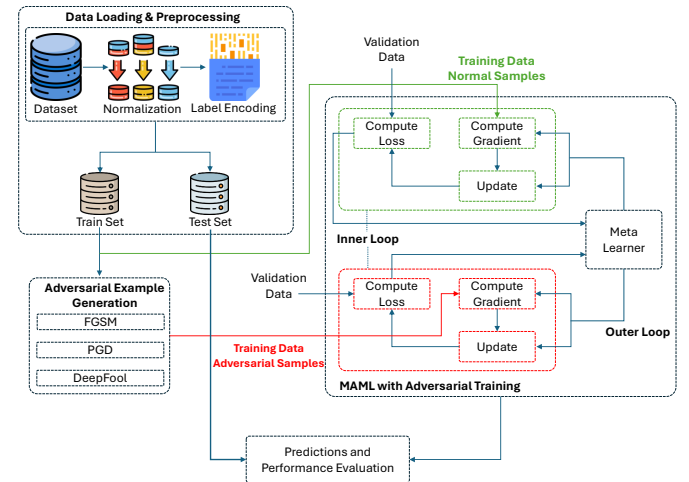 Data Loading & Preprocessing
Dataset
Normalization
Label Encoding
Train Set
Test Set
Adversarial Example
Generation
FGSM
PGD
DeepFool
Validation
Data
Training Data
Normal Samples
Compute
Loss
Compute
Gradient
Update
Inner Loop
Meta
Learner
Validation
Data
Compute
Loss
Compute
Gradient
Update
Outer Loop
Training Data
Adversarial Samples
MAML with Adversarial Training
Predictions and
Performance Evaluation